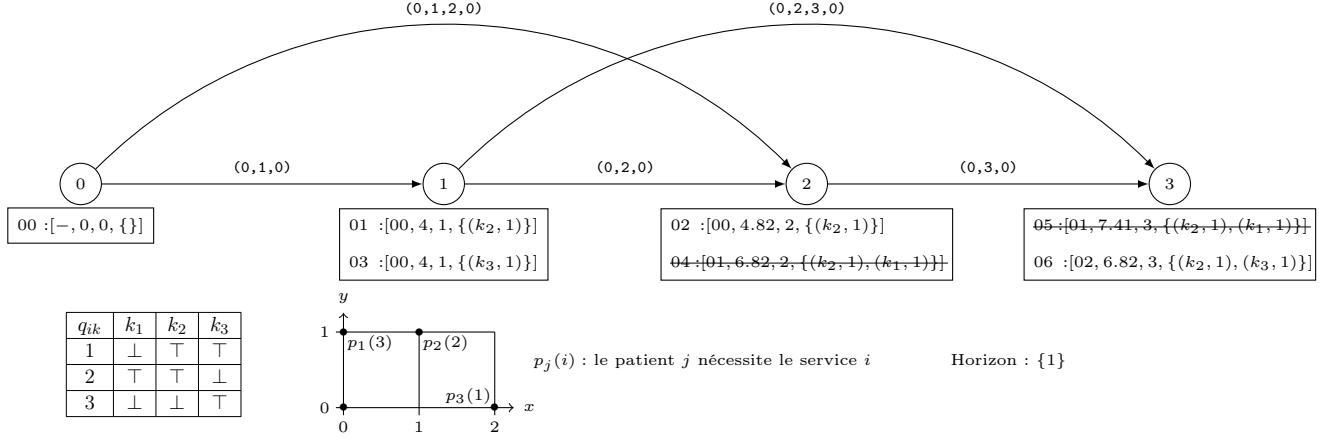 (0,1,2,0)
(0,2,3,0)
(0,1,0)
(0,2,0)
(0,3,0)
0
1
2
3
00 :[−, 0, 0, {}]
01 :[00, 4, 1, {(k₂, 1)}]
03 :[00, 4, 1, {(k₃, 1)}]
02 :[00, 4.82, 2, {(k₂, 1)}]
04 :[01, 6.82, 2, {(k₂, 1), (k₁, 1)}]
05 :[01, 7.41, 3, {(k₂, 1), (k₁, 1)}]
06 :[02, 6.82, 3, {(k₂, 1), (k₃, 1)}]
qᵢₖ k₁ k₂ k₃
1 ⊥ ⊤ ⊤
2 ⊤ ⊤ ⊥
3 ⊥ ⊥ ⊤
y
1
p₁(3)
p₂(2)
p₃(1)
0
x
0 1 2
pⱼ(i) : le patient j nécessite le service i
Horizon : {1}